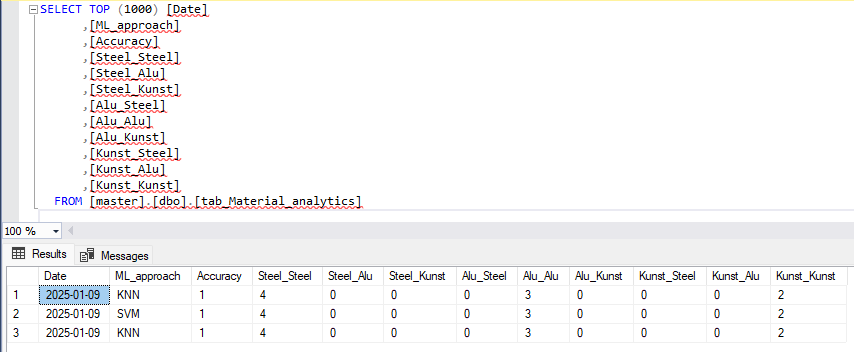 SELECT TOP (1000) [Date]
,[ML_approach]
,[Accuracy]
,[Steel_Steel]
,[Steel_Alu]
,[Steel_Kunst]
,[Alu_Steel]
,[Alu_Alu]
,[Alu_Kunst]
,[Kunst_Steel]
,[Kunst_Alu]
,[Kunst_Kunst]
FROM [master].[dbo].[tab_Material_analytics]
100 %
Results Messages
Date ML_approach Accuracy Steel_Steel Steel_Alu Steel_Kunst Alu_Steel Alu_Alu Alu_Kunst Kunst_Steel Kunst_Alu Kunst_Kunst
1 2025-01-09 KNN 1 4 0 0 0 3 0 0 0 2
2 2025-01-09 SVM 1 4 0 0 0 3 0 0 0 2
3 2025-01-09 KNN 1 4 0 0 0 3 0 0 0 2